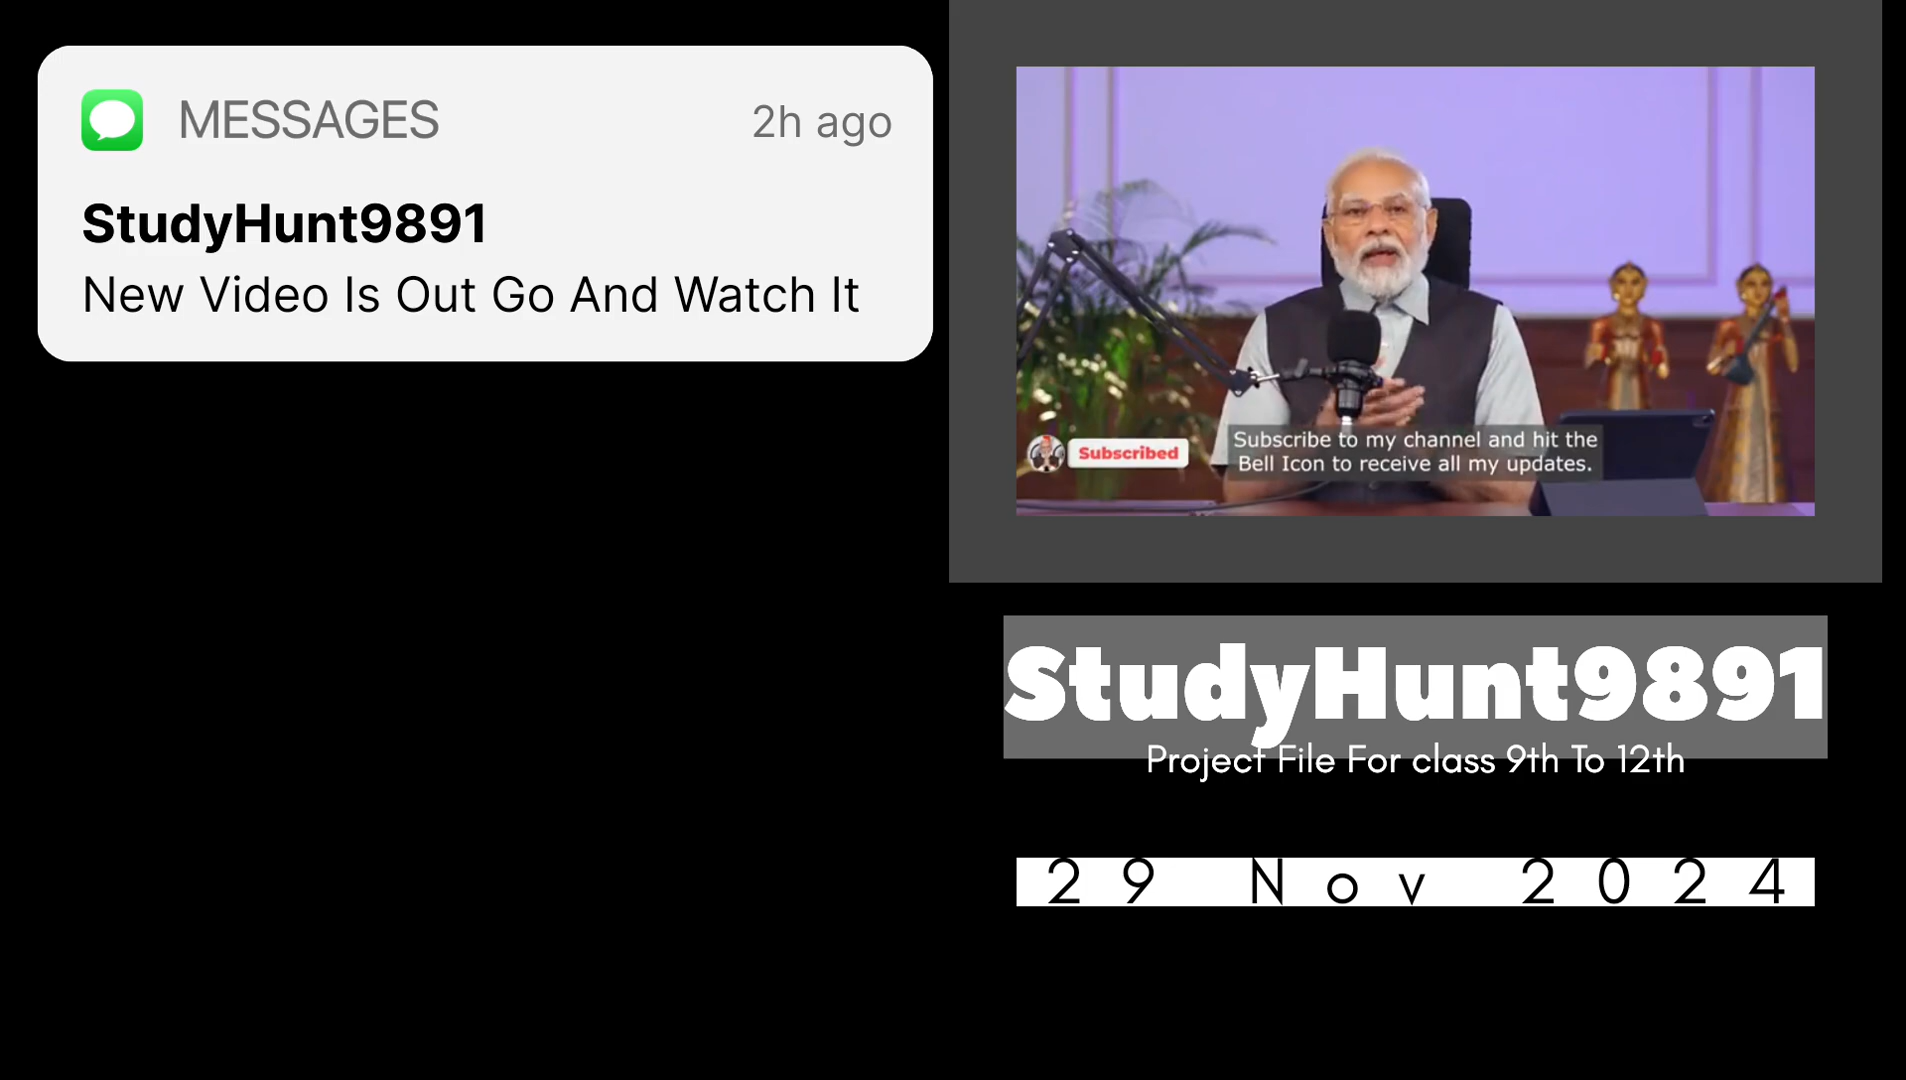 MESSAGES
2h ago
StudyHunt9891
New Video Is Out Go And Watch It
Subscribed
Subscribe to my channel and hit the
Bell Icon to receive all my updates.
StudyHunt9891
Project File For class 9th To 12th
29 Nov 2024